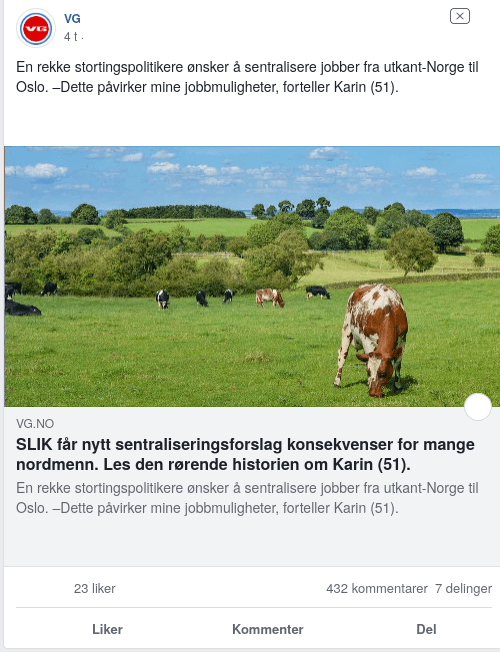 VG
VG
4 t ·
En rekke stortingspolitikere ønsker å sentralisere jobber fra utkant-Norge til
Oslo. –Dette påvirker mine jobbmuligheter, forteller Karin (51).
VG.NO
SLIK får nytt sentraliseringsforslag konsekvenser for mange
nordmenn. Les den rørende historien om Karin (51).
En rekke stortingspolitikere ønsker å sentralisere jobber fra utkant-Norge til
Oslo. –Dette påvirker mine jobbmuligheter, forteller Karin (51).
23 liker 432 kommentarer 7 delinger
Liker Kommenter Del